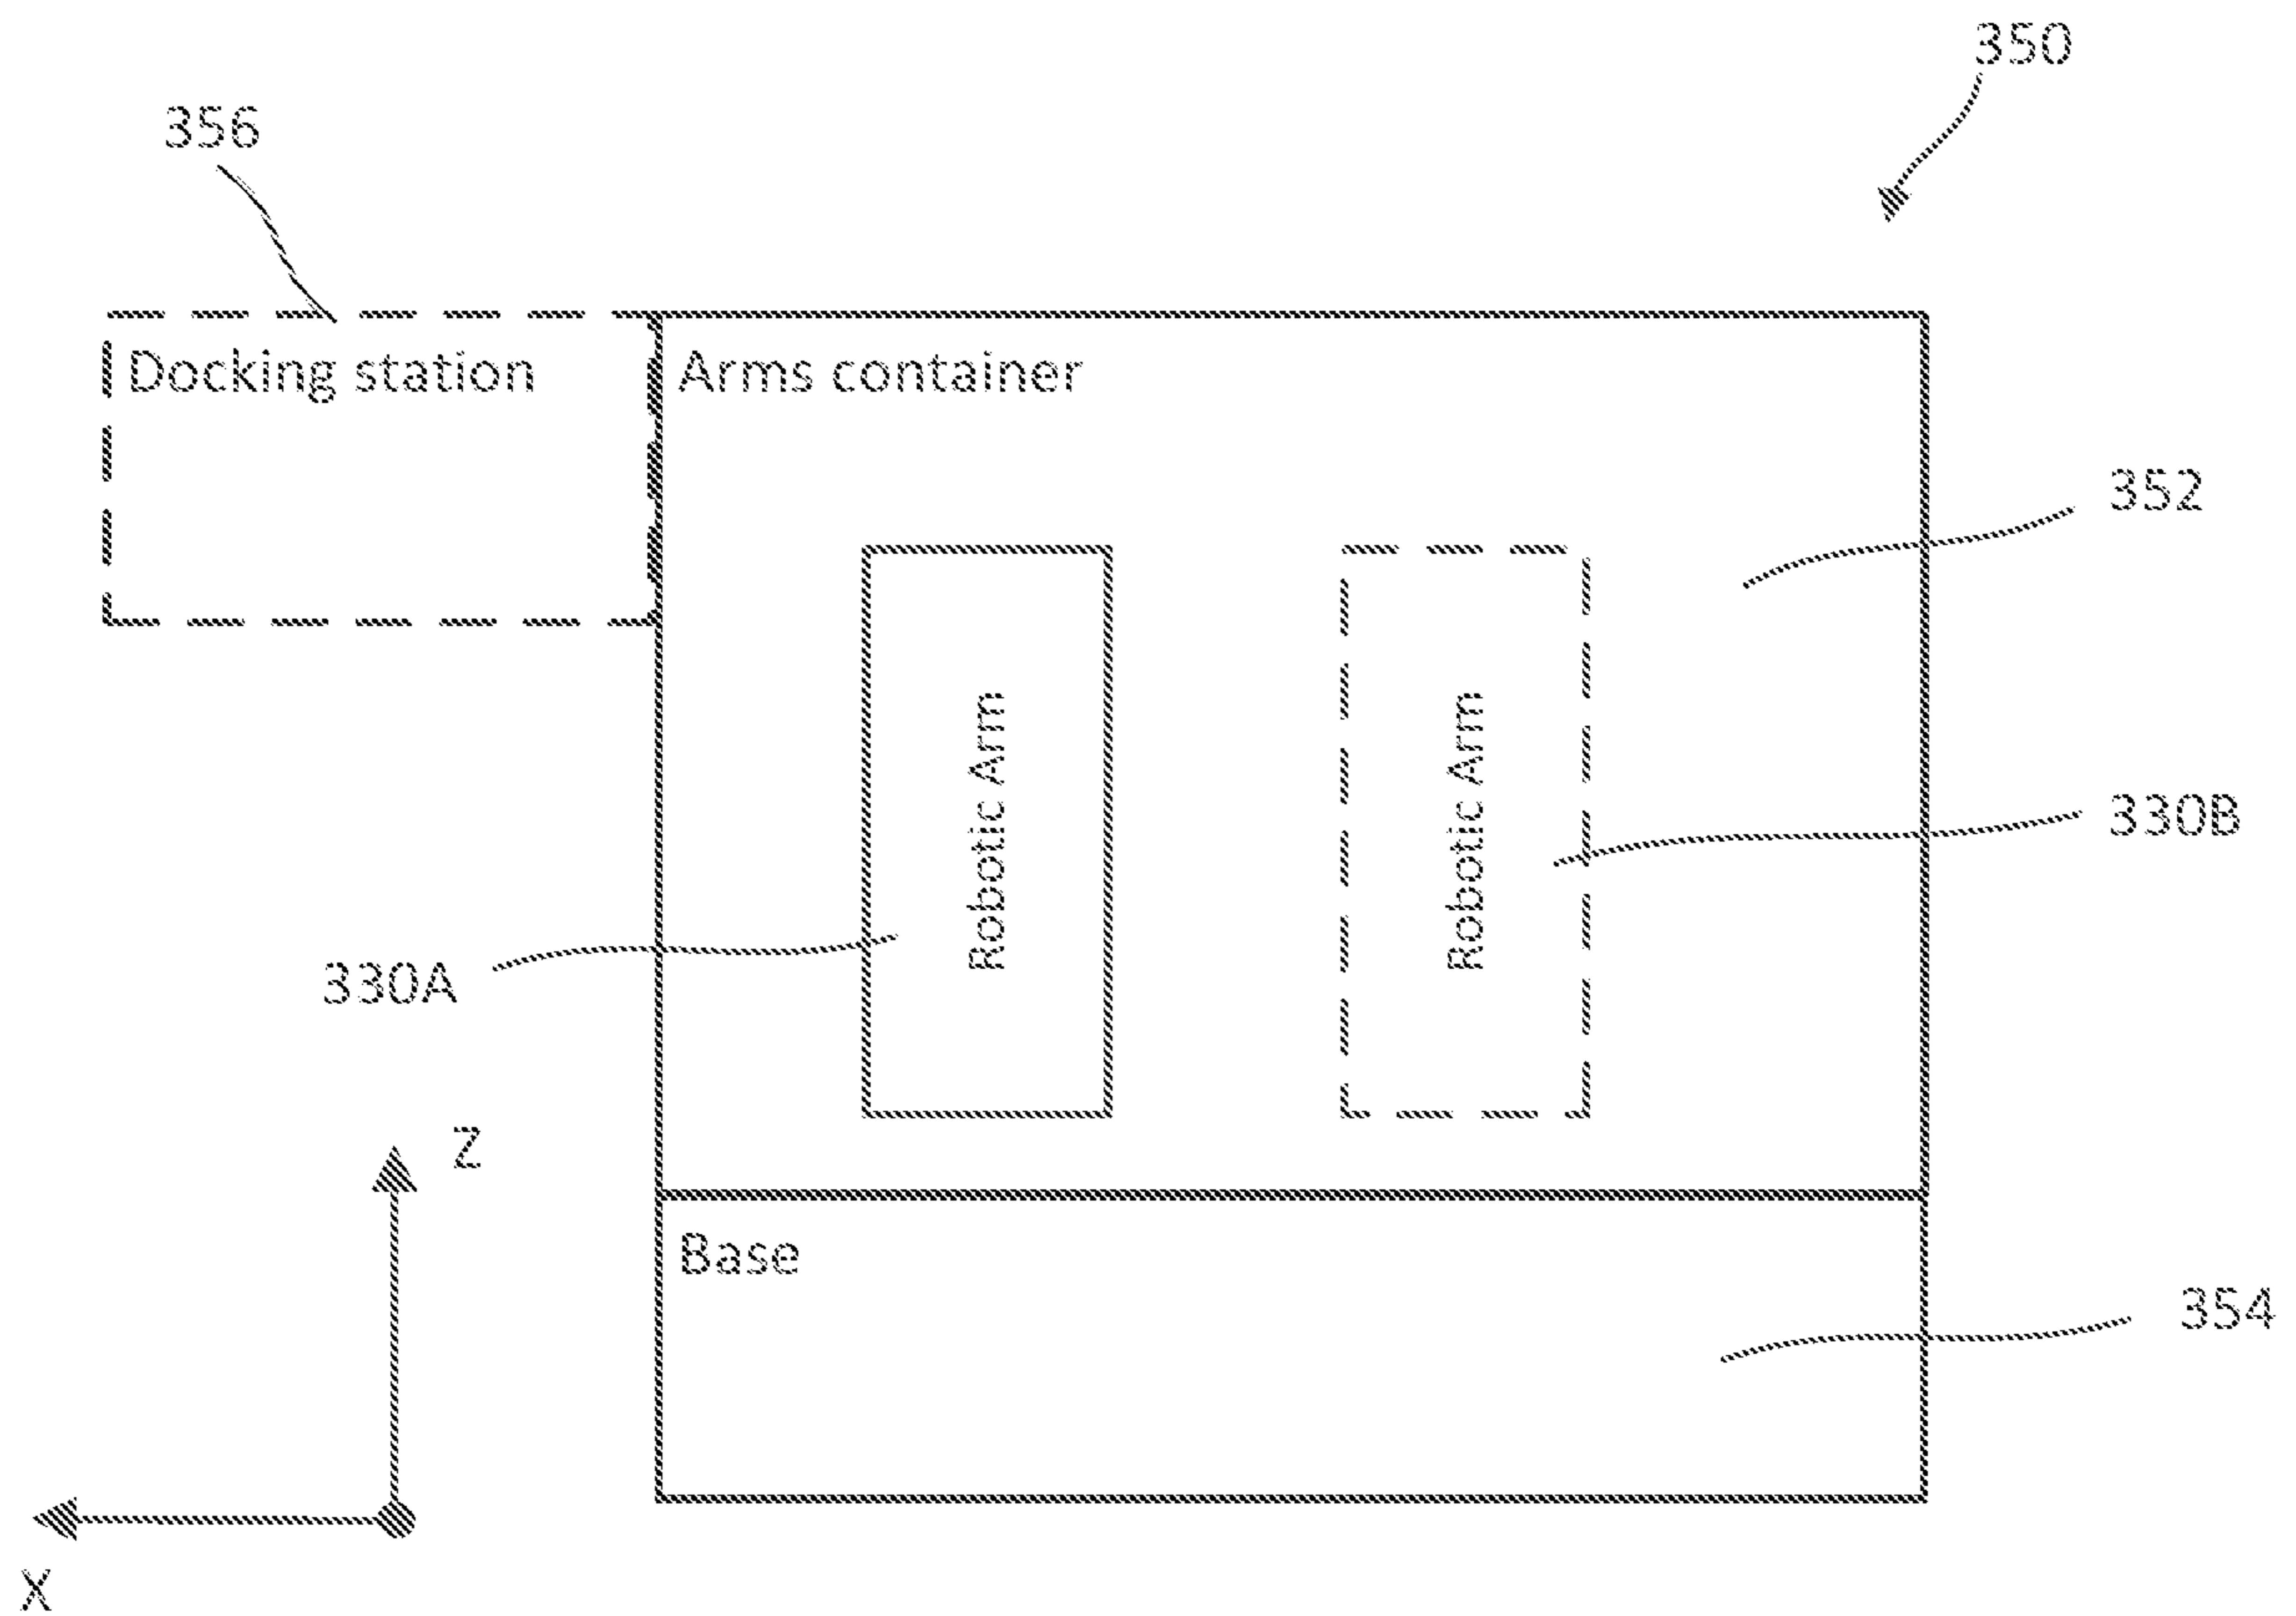 350
356
Docking station
Arms container
352
Robotic Arm
Robotic Arm
330B
330A
Z
Base
354
X